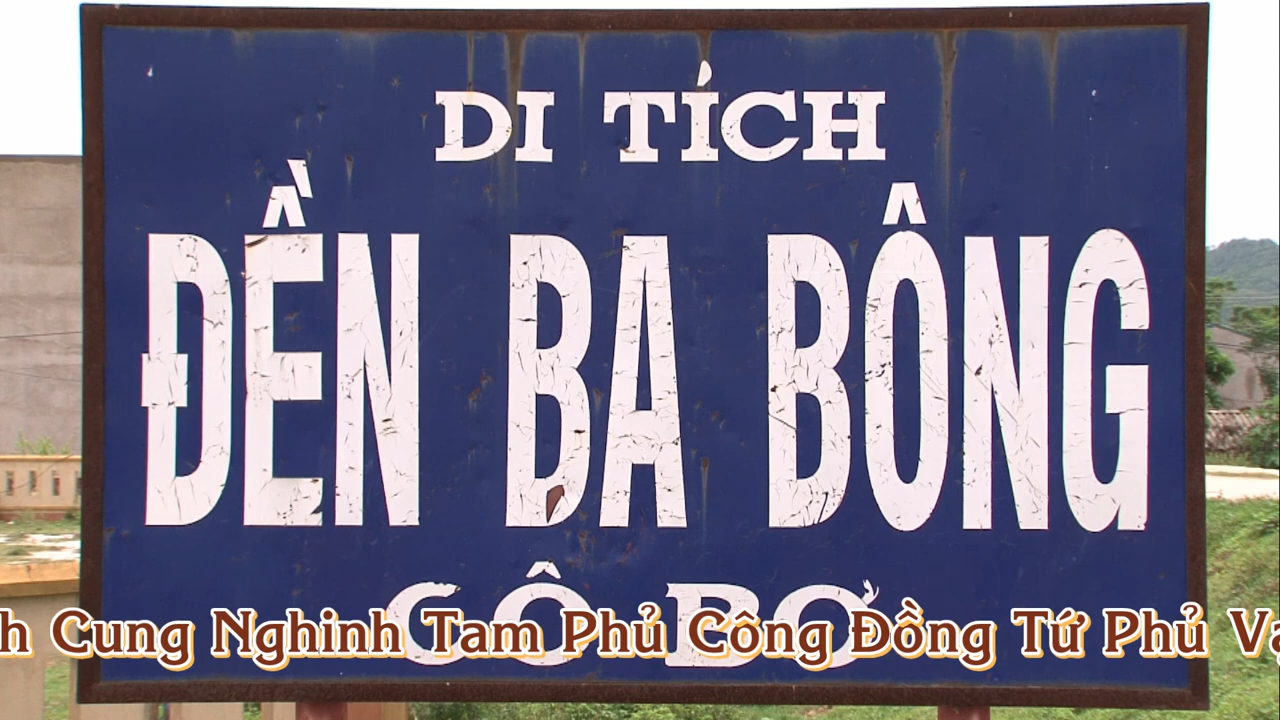 DI TÍCH
ĐỀN BA BÔNG
CÔ BƠ
Cung Nghinh Tam Phủ Công Đồng Tứ Phủ